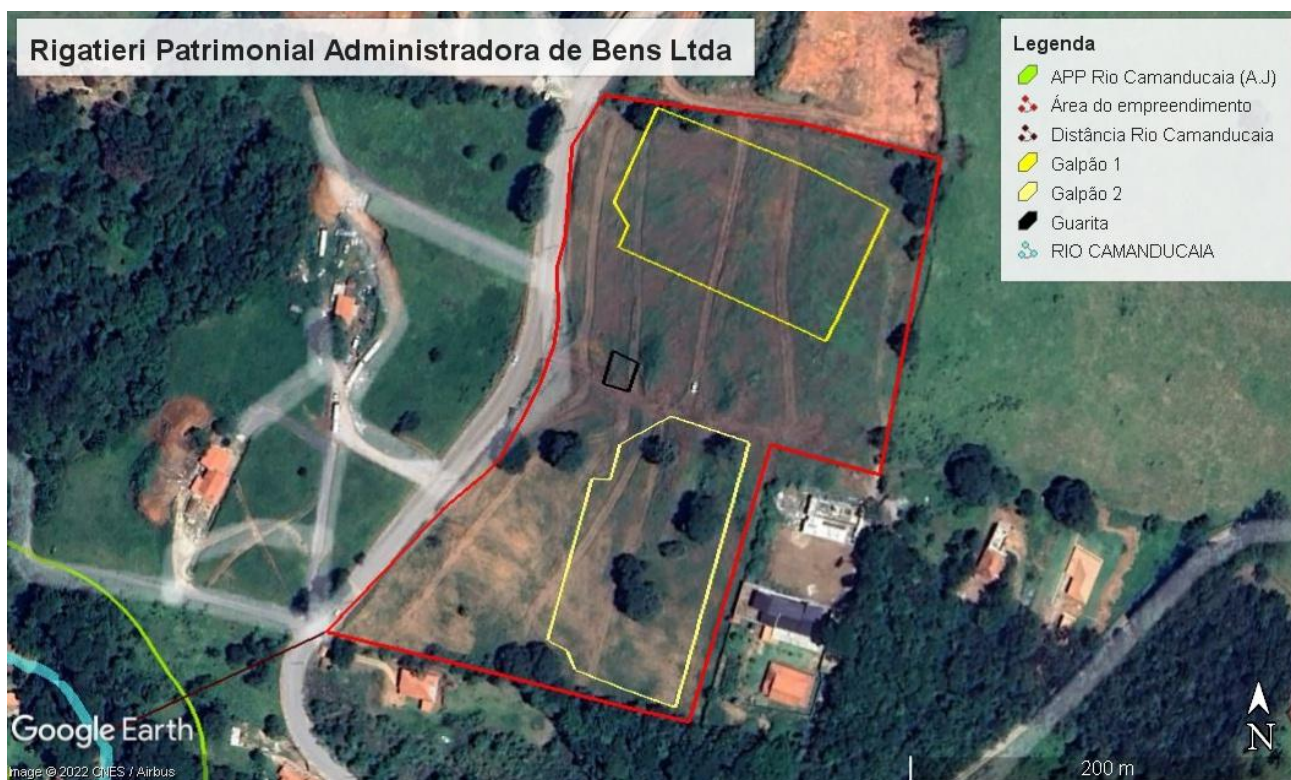 Rigatieri Patrimonial Administradora de Bens Ltda
Legenda
APP Rio Camanducaia (A.J)
Área do empreendimento
Distância Rio Camanducaia
Galpão 1
Galpão 2
Guarita
RIO CAMANDUCAIA
Google Earth
N
Image © 2022 CNES / Airbus
200 m